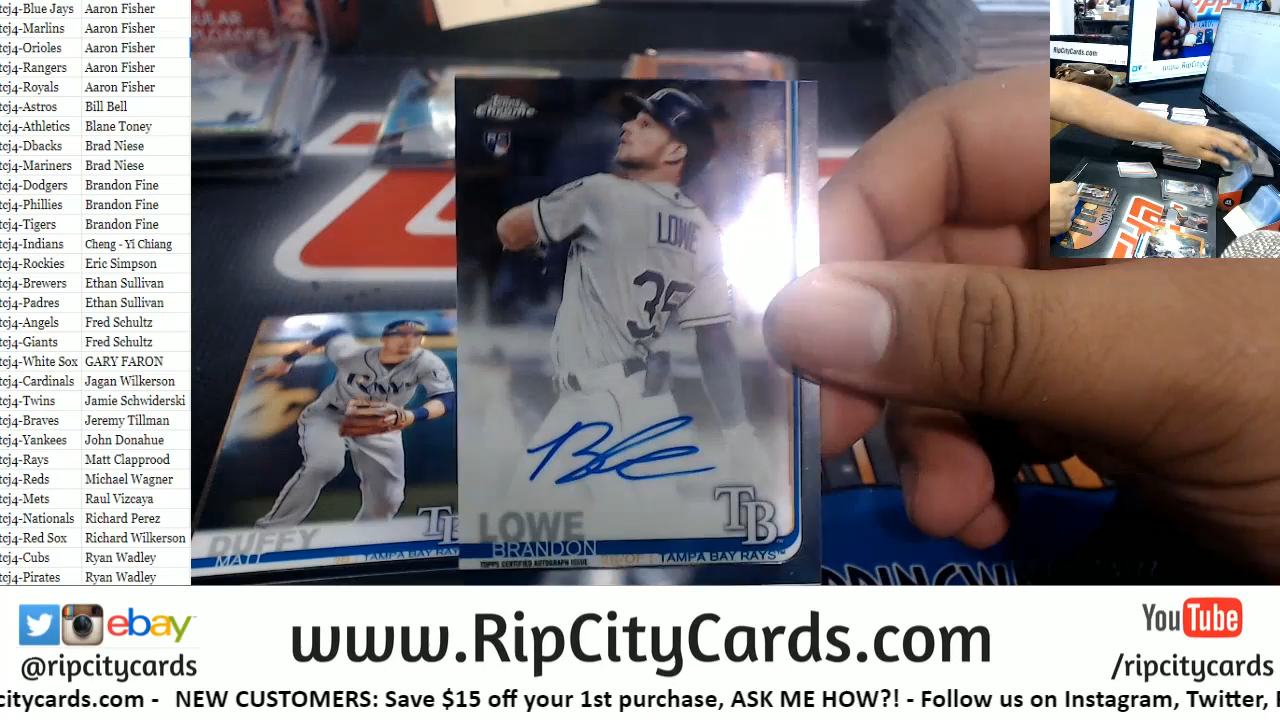 tcj4-Blue Jays Aaron Fisher
tcj4-Marlins Aaron Fisher
tcj4-Orioles Aaron Fisher
tcj4-Rangers Aaron Fisher
tcj4-Royals Aaron Fisher
tcj4-Astros Bill Bell
tcj4-Athletics Blane Toney
tcj4-Dbacks Brad Niese
tcj4-Mariners Brad Niese
tcj4-Dodgers Brandon Fine
tcj4-Phillies Brandon Fine
tcj4-Tigers Brandon Fine
tcj4-Indians Cheng - Yi Chiang
tcj4-Rockies Eric Simpson
tcj4-Brewers Ethan Sullivan
tcj4-Padres Ethan Sullivan
tcj4-Angels Fred Schultz
tcj4-Giants Fred Schultz
tcj4-White Sox GARY FARON
tcj4-Cardinals Jagan Wilkerson
tcj4-Twins Jamie Schwiderski
tcj4-Braves Jeremy Tillman
tcj4-Yankees John Donahue
tcj4-Rays Matt Clapprood
tcj4-Reds Michael Wagner
tcj4-Mets Raul Vizcaya
tcj4-Nationals Richard Perez
tcj4-Red Sox Richard Wilkerson
tcj4-Cubs Ryan Wadley
tcj4-Pirates Ryan Wadley
Topps Chrome
RC
LOWE
35
TB
LOWE
BRANDON
TAMPA BAY RAYS™
TOPPS CERTIFIED AUTOGRAPH ISSUE
RAYS
DUFFY
MATT
TB
TAMPA BAY RAY
RipCityCards.com
ebay
@ripcitycards
www.RipCityCards.com
YouTube
/ripcitycards
citycards.com - NEW CUSTOMERS: Save $15 off your 1st purchase, ASK ME HOW?! - Follow us on Instagram, Twitter,